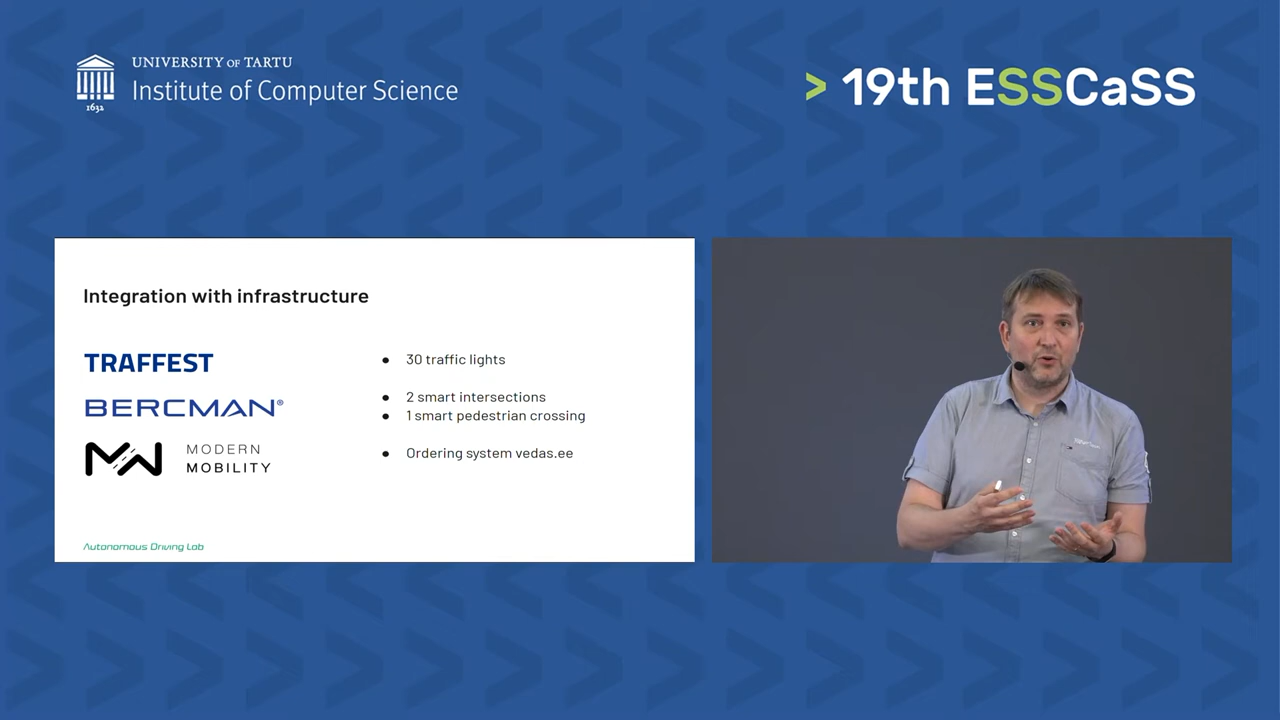 UNIVERSITY OF TARTU
Institute of Computer Science
1632
> 19th ESSCaSS
Integration with infrastructure
TRAFFEST
BERCMAN®
MODERN
MOBILITY
● 30 traffic lights
● 2 smart intersections
● 1 smart pedestrian crossing
● Ordering system vedas.ee
Autonomous Driving Lab